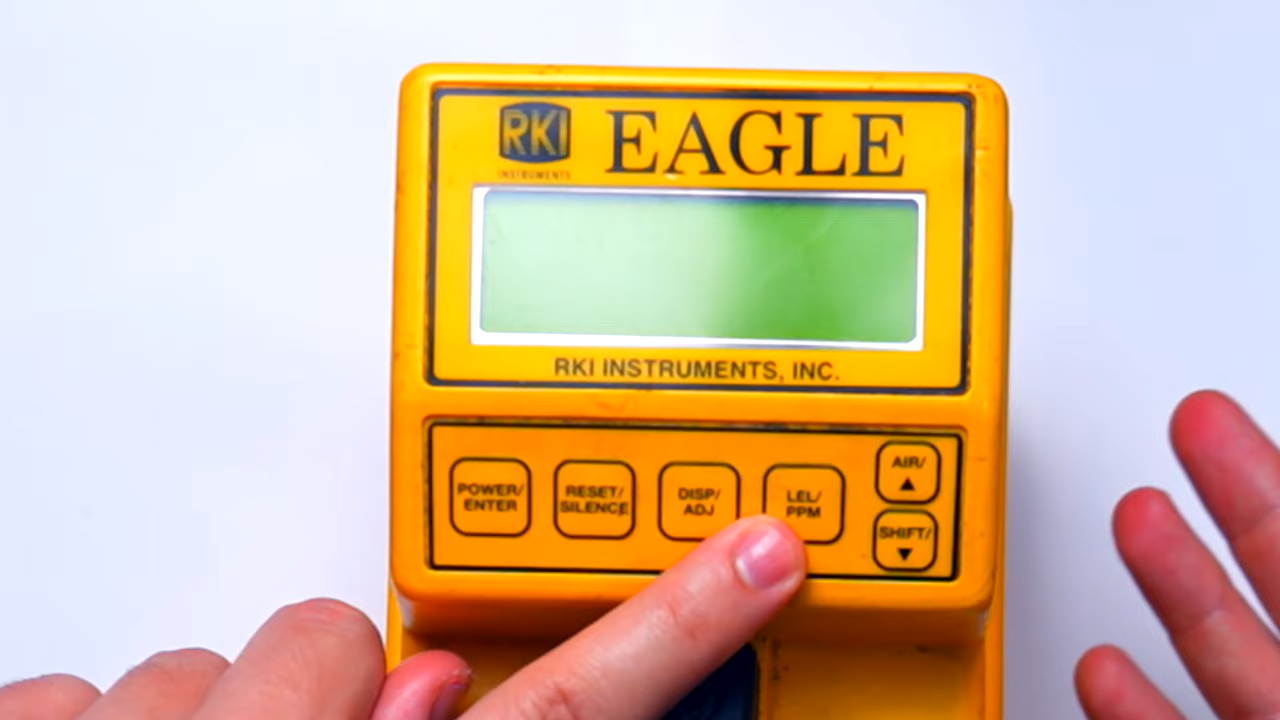 RKI EAGLE
INSTRUMENTS
RKI INSTRUMENTS, INC.
POWER/
ENTER
RESET/
SILENCE
DISP/
ADJ
LEL/
PPM
AIR/
▲
SHIFT/
▼